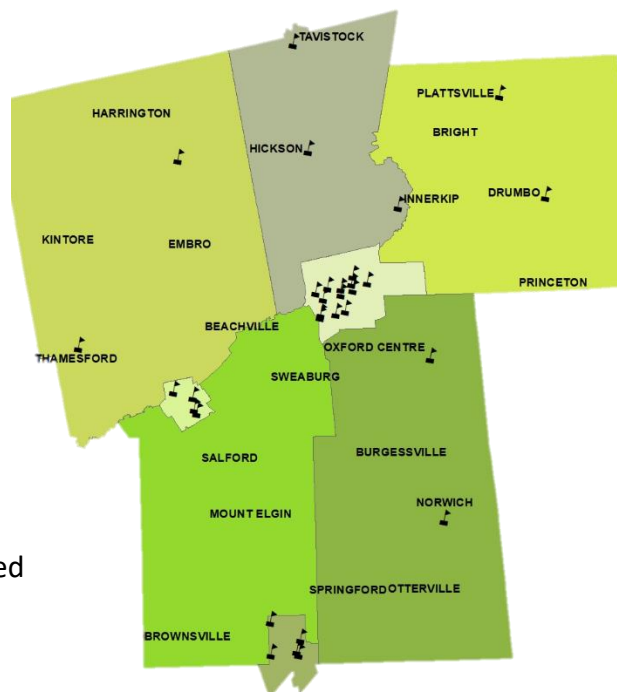 TAVISTOCK
PLATTSVILLE
HARRINGTON
BRIGHT
HICKSON
DRUMBO
INNERKIP
KINTORE
EMBRO
PRINCETON
BEACHVILLE
OXFORD CENTRE
THAMESFORD
SWEABURG
BURGESSVILLE
SALFORD
NORWICH
MOUNT ELGIN
ed
SPRINGFORD OTTERVILLE
BROWNSVILLE